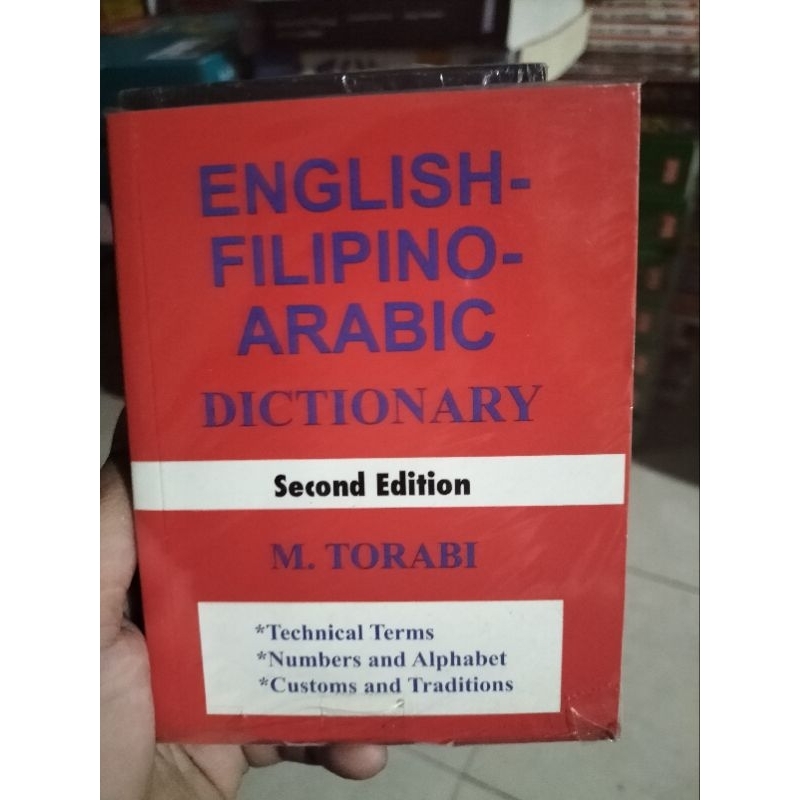 ENGLISH-
FILIPINO-
ARABIC
DICTIONARY
Second Edition
M. TORABI
*Technical Terms
*Numbers and Alphabet
*Customs and Traditions